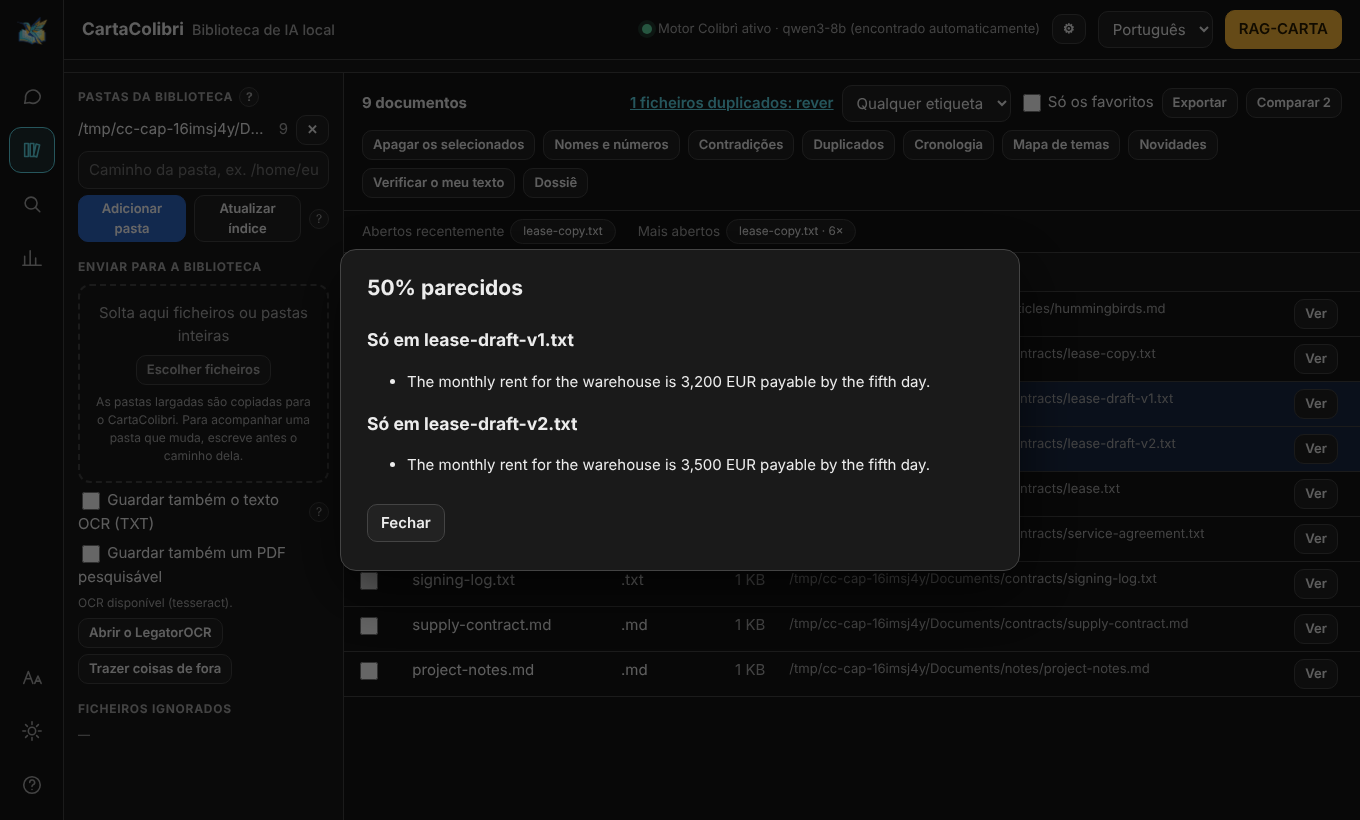 CartaColibri Biblioteca de IA local
Motor Colibrì ativo · qwen3-8b (encontrado automaticamente)
⚙
Português
RAG-CARTA
PASTAS DA BIBLIOTECA ?
/tmp/cc-cap-16imsj4y/D... 9 ✕
Caminho da pasta, ex. /home/eu
Adicionar pasta
Atualizar índice
?
ENVIAR PARA A BIBLIOTECA
Solta aqui ficheiros ou pastas
inteiras
Escolher ficheiros
As pastas largadas são copiadas para
o CartaColibri. Para acompanhar uma
pasta que muda, escreve antes o
caminho dela.
Guardar também o texto
OCR (TXT)
?
Guardar também um PDF
pesquisável
OCR disponível (tesseract).
Abrir o LegatorOCR
Trazer coisas de fora
FICHEIROS IGNORADOS
—
9 documentos
1 ficheiros duplicados: rever
Qualquer etiqueta
Só os favoritos
Exportar
Comparar 2
Apagar os selecionados
Nomes e números
Contradições
Duplicados
Cronologia
Mapa de temas
Novidades
Verificar o meu texto
Dossiê
Abertos recentemente lease-copy.txt Mais abertos lease-copy.txt · 6×
50% parecidos
Só em lease-draft-v1.txt
• The monthly rent for the warehouse is 3,200 EUR payable by the fifth day.
Só em lease-draft-v2.txt
• The monthly rent for the warehouse is 3,500 EUR payable by the fifth day.
Fechar
ticles/hummingbirds.md Ver
ntracts/lease-copy.txt Ver
ntracts/lease-draft-v1.txt Ver
ntracts/lease-draft-v2.txt Ver
ntracts/lease.txt Ver
ntracts/service-agreement.txt Ver
signing-log.txt .txt 1 KB /tmp/cc-cap-16imsj4y/Documents/contracts/signing-log.txt Ver
supply-contract.md .md 1 KB /tmp/cc-cap-16imsj4y/Documents/contracts/supply-contract.md Ver
project-notes.md .md 1 KB /tmp/cc-cap-16imsj4y/Documents/notes/project-notes.md Ver
AA
?